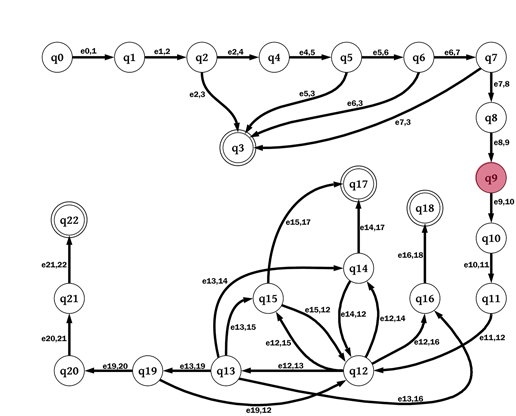 q0 e0,1 q1 e1,2 q2 e2,4 q4 e4,5 q5 e5,6 q6 e6,7 q7
e7,8
e2,3 e5,3 e6,3 q8
e7,3
q3 e8,9
q9
q17 e9,10
q22 q18
e15,17 e14,17 q10
e21,22 e16,18
e13,14 q14 e10,11
q21 q15 q16 q11
e15,12 e14,12 e12,14
e20,21 e13,15 e12,15 e12,16 e11,12
q20 e19,20 q19 e13,19 q13 e12,13 q12
e19,12 e13,16